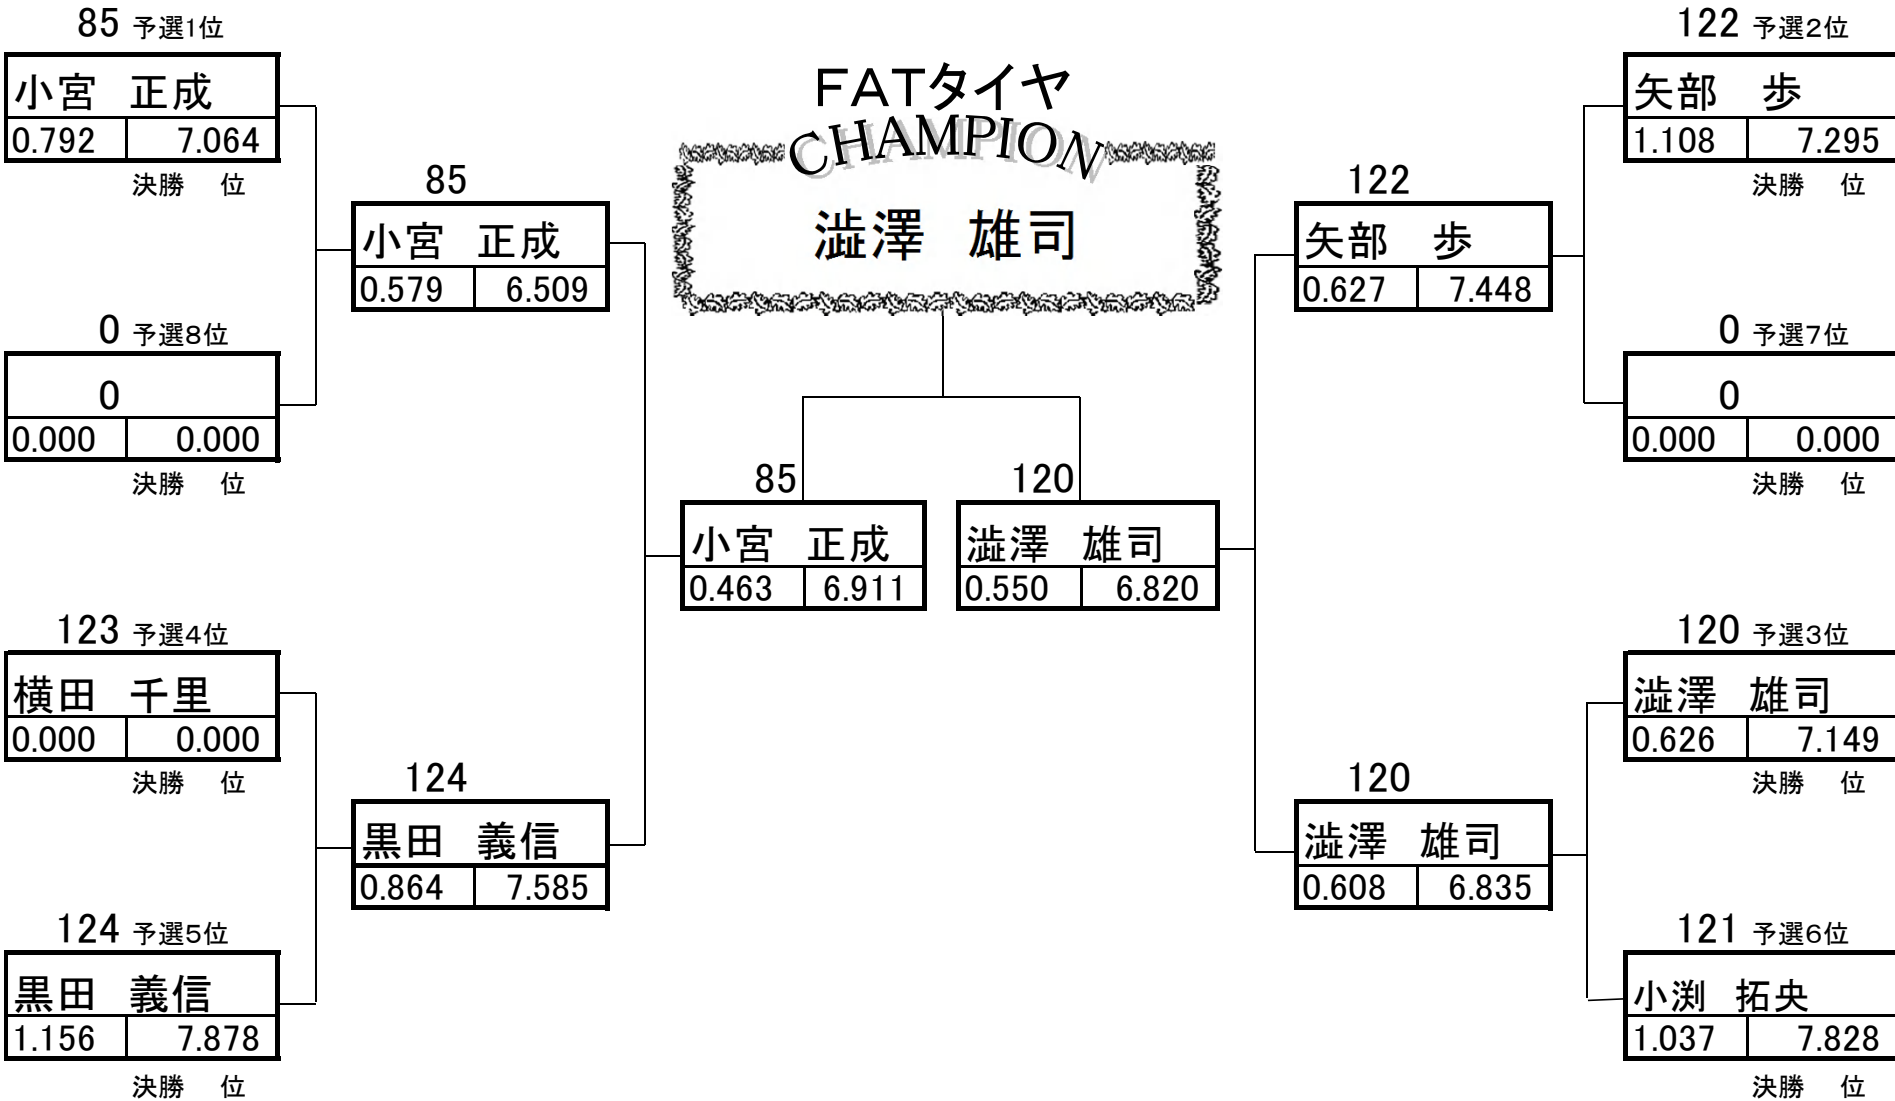 85 予選1位
小宮 正成
0.792 7.064
決勝 位
0 予選8位
0
0.000 0.000
決勝 位
123 予選4位
横田 千里
0.000 0.000
決勝 位
124 予選5位
黒田 義信
1.156 7.878
決勝 位
85
小宮 正成
0.579 6.509
124
黒田 義信
0.864 7.585
FATタイヤ
CHAMPION
澁澤 雄司
85
小宮 正成
0.463 6.911
120
澁澤 雄司
0.550 6.820
122
矢部 歩
0.627 7.448
120
澁澤 雄司
0.608 6.835
122 予選2位
矢部 歩
1.108 7.295
決勝 位
0 予選7位
0
0.000 0.000
決勝 位
120 予選3位
澁澤 雄司
0.626 7.149
決勝 位
121 予選6位
小渕 拓央
1.037 7.828
決勝 位